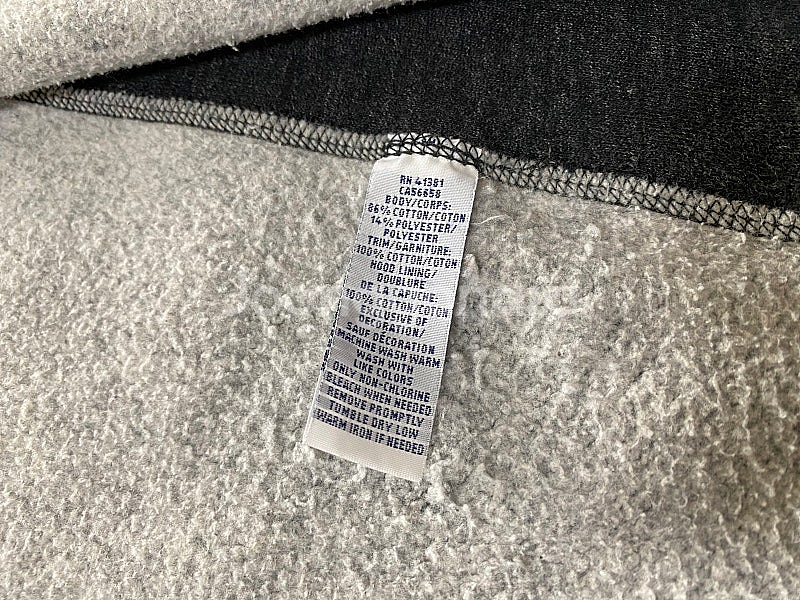 RN 41381
CA56658
BODY/CORPS:
86% COTTON/COTON
14% POLYESTER/
POLYESTER
TRIM/GARNITURE:
100% COTTON/COTON
HOOD LINING/
DOUBLURE
DE LA CAPUCHE:
100% COTTON/COTON
EXCLUSIVE OF
DECORATION/
SAUF DÉCORATION
MACHINE WASH WARM
WASH WITH
LIKE COLORS
ONLY NON-CHLORINE
BLEACH WHEN NEEDED
REMOVE PROMPTLY
TUMBLE DRY LOW
WARM IRON IF NEEDED